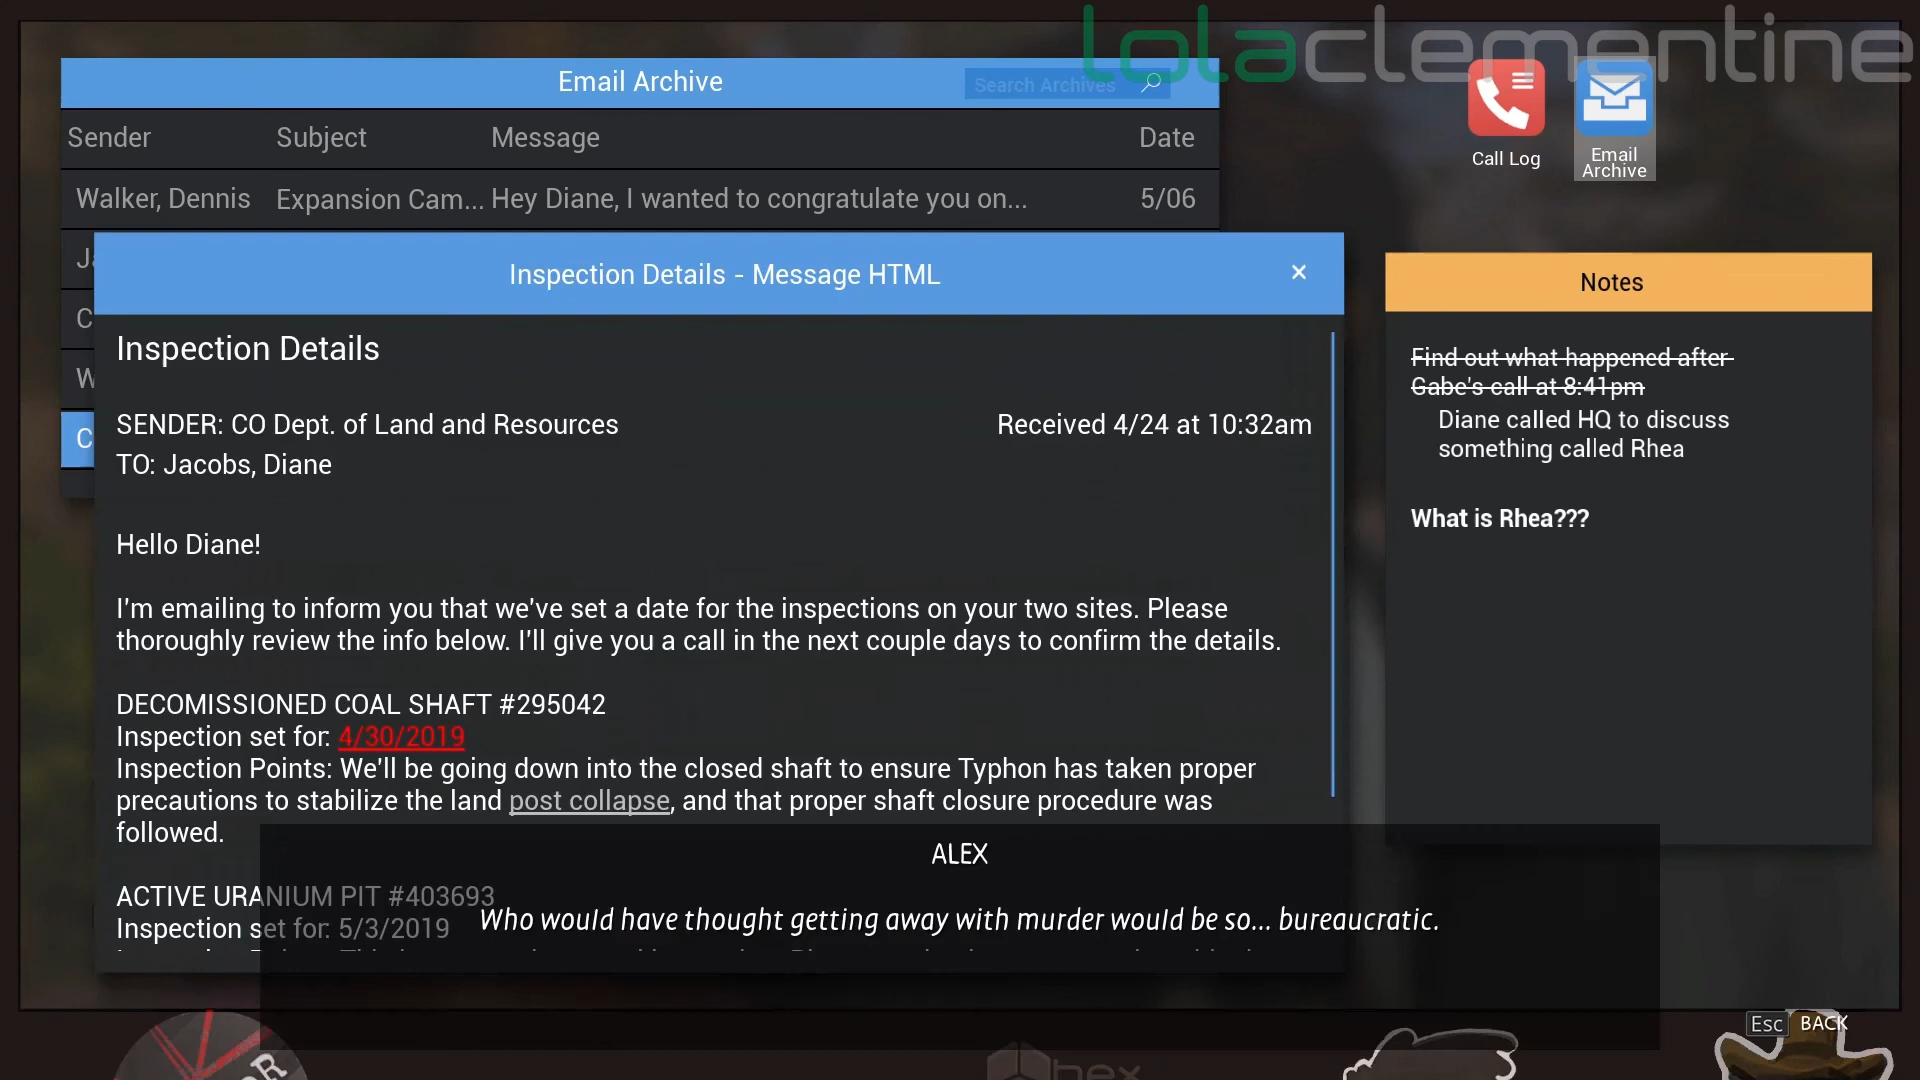 lolaclementine
Email Archive
Search Archives
Call Log
Email
Archive
Sender Subject Message Date
Walker, Dennis Expansion Cam... Hey Diane, I wanted to congratulate you on... 5/06
Inspection Details - Message HTML
Inspection Details
SENDER: CO Dept. of Land and Resources Received 4/24 at 10:32am
TO: Jacobs, Diane
Hello Diane!
I'm emailing to inform you that we've set a date for the inspections on your two sites. Please
thoroughly review the info below. I'll give you a call in the next couple days to confirm the details.
DECOMISSIONED COAL SHAFT #295042
Inspection set for: 4/30/2019
Inspection Points: We'll be going down into the closed shaft to ensure Typhon has taken proper
precautions to stabilize the land post collapse, and that proper shaft closure procedure was
followed.
ACTIVE URANIUM PIT #403693
Inspection set for: 5/3/2019
Notes
Find out what happened after
Gabe's call at 8:41pm
Diane called HQ to discuss
something called Rhea
What is Rhea???
ALEX
Who would have thought getting away with murder would be so... bureaucratic.
Esc BACK
hex